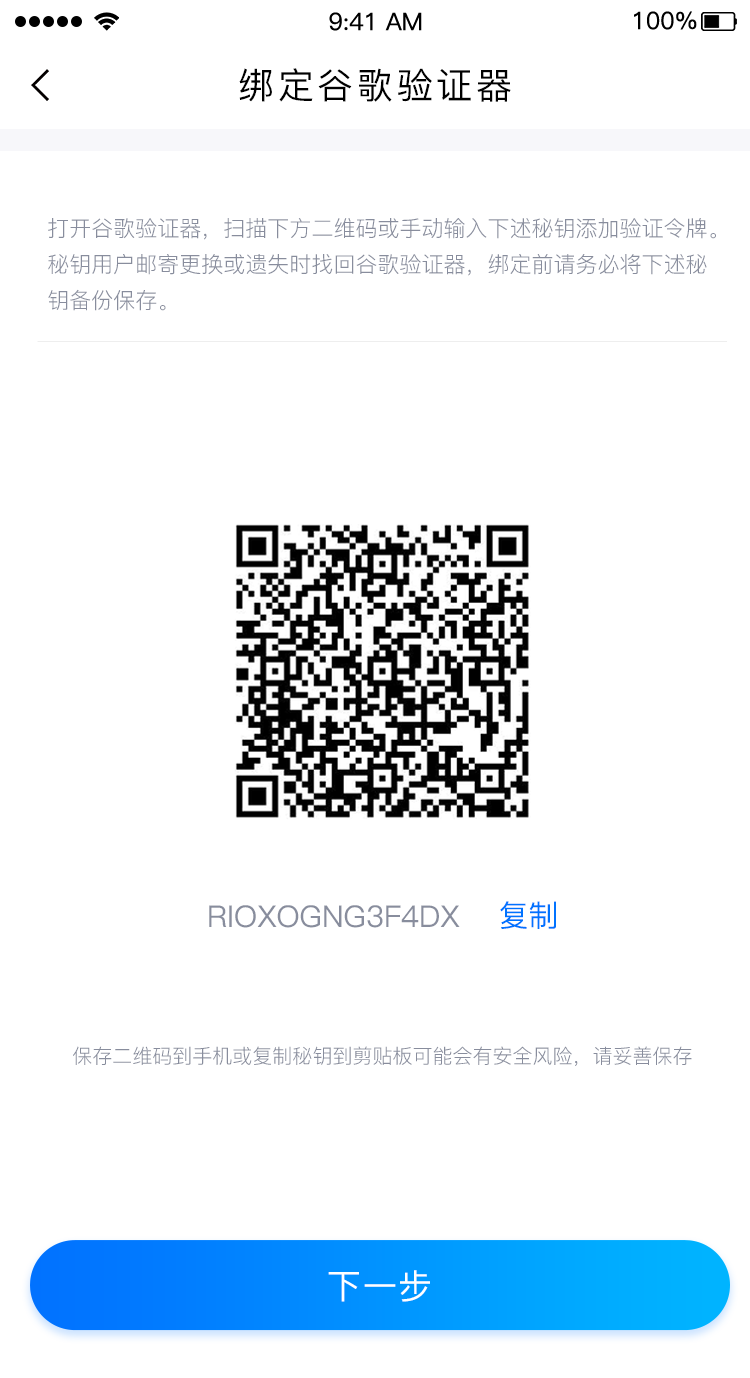 9:41 AM
100%
绑定谷歌验证器
打开谷歌验证器，扫描下方二维码或手动输入下述秘钥添加验证令牌。
秘钥用户邮寄更换或遗失时找回谷歌验证器，绑定前请务必将下述秘
钥备份保存。
RIOXOGNG3F4DX 复制
保存二维码到手机或复制秘钥到剪贴板可能会有安全风险，请妥善保存
下一步